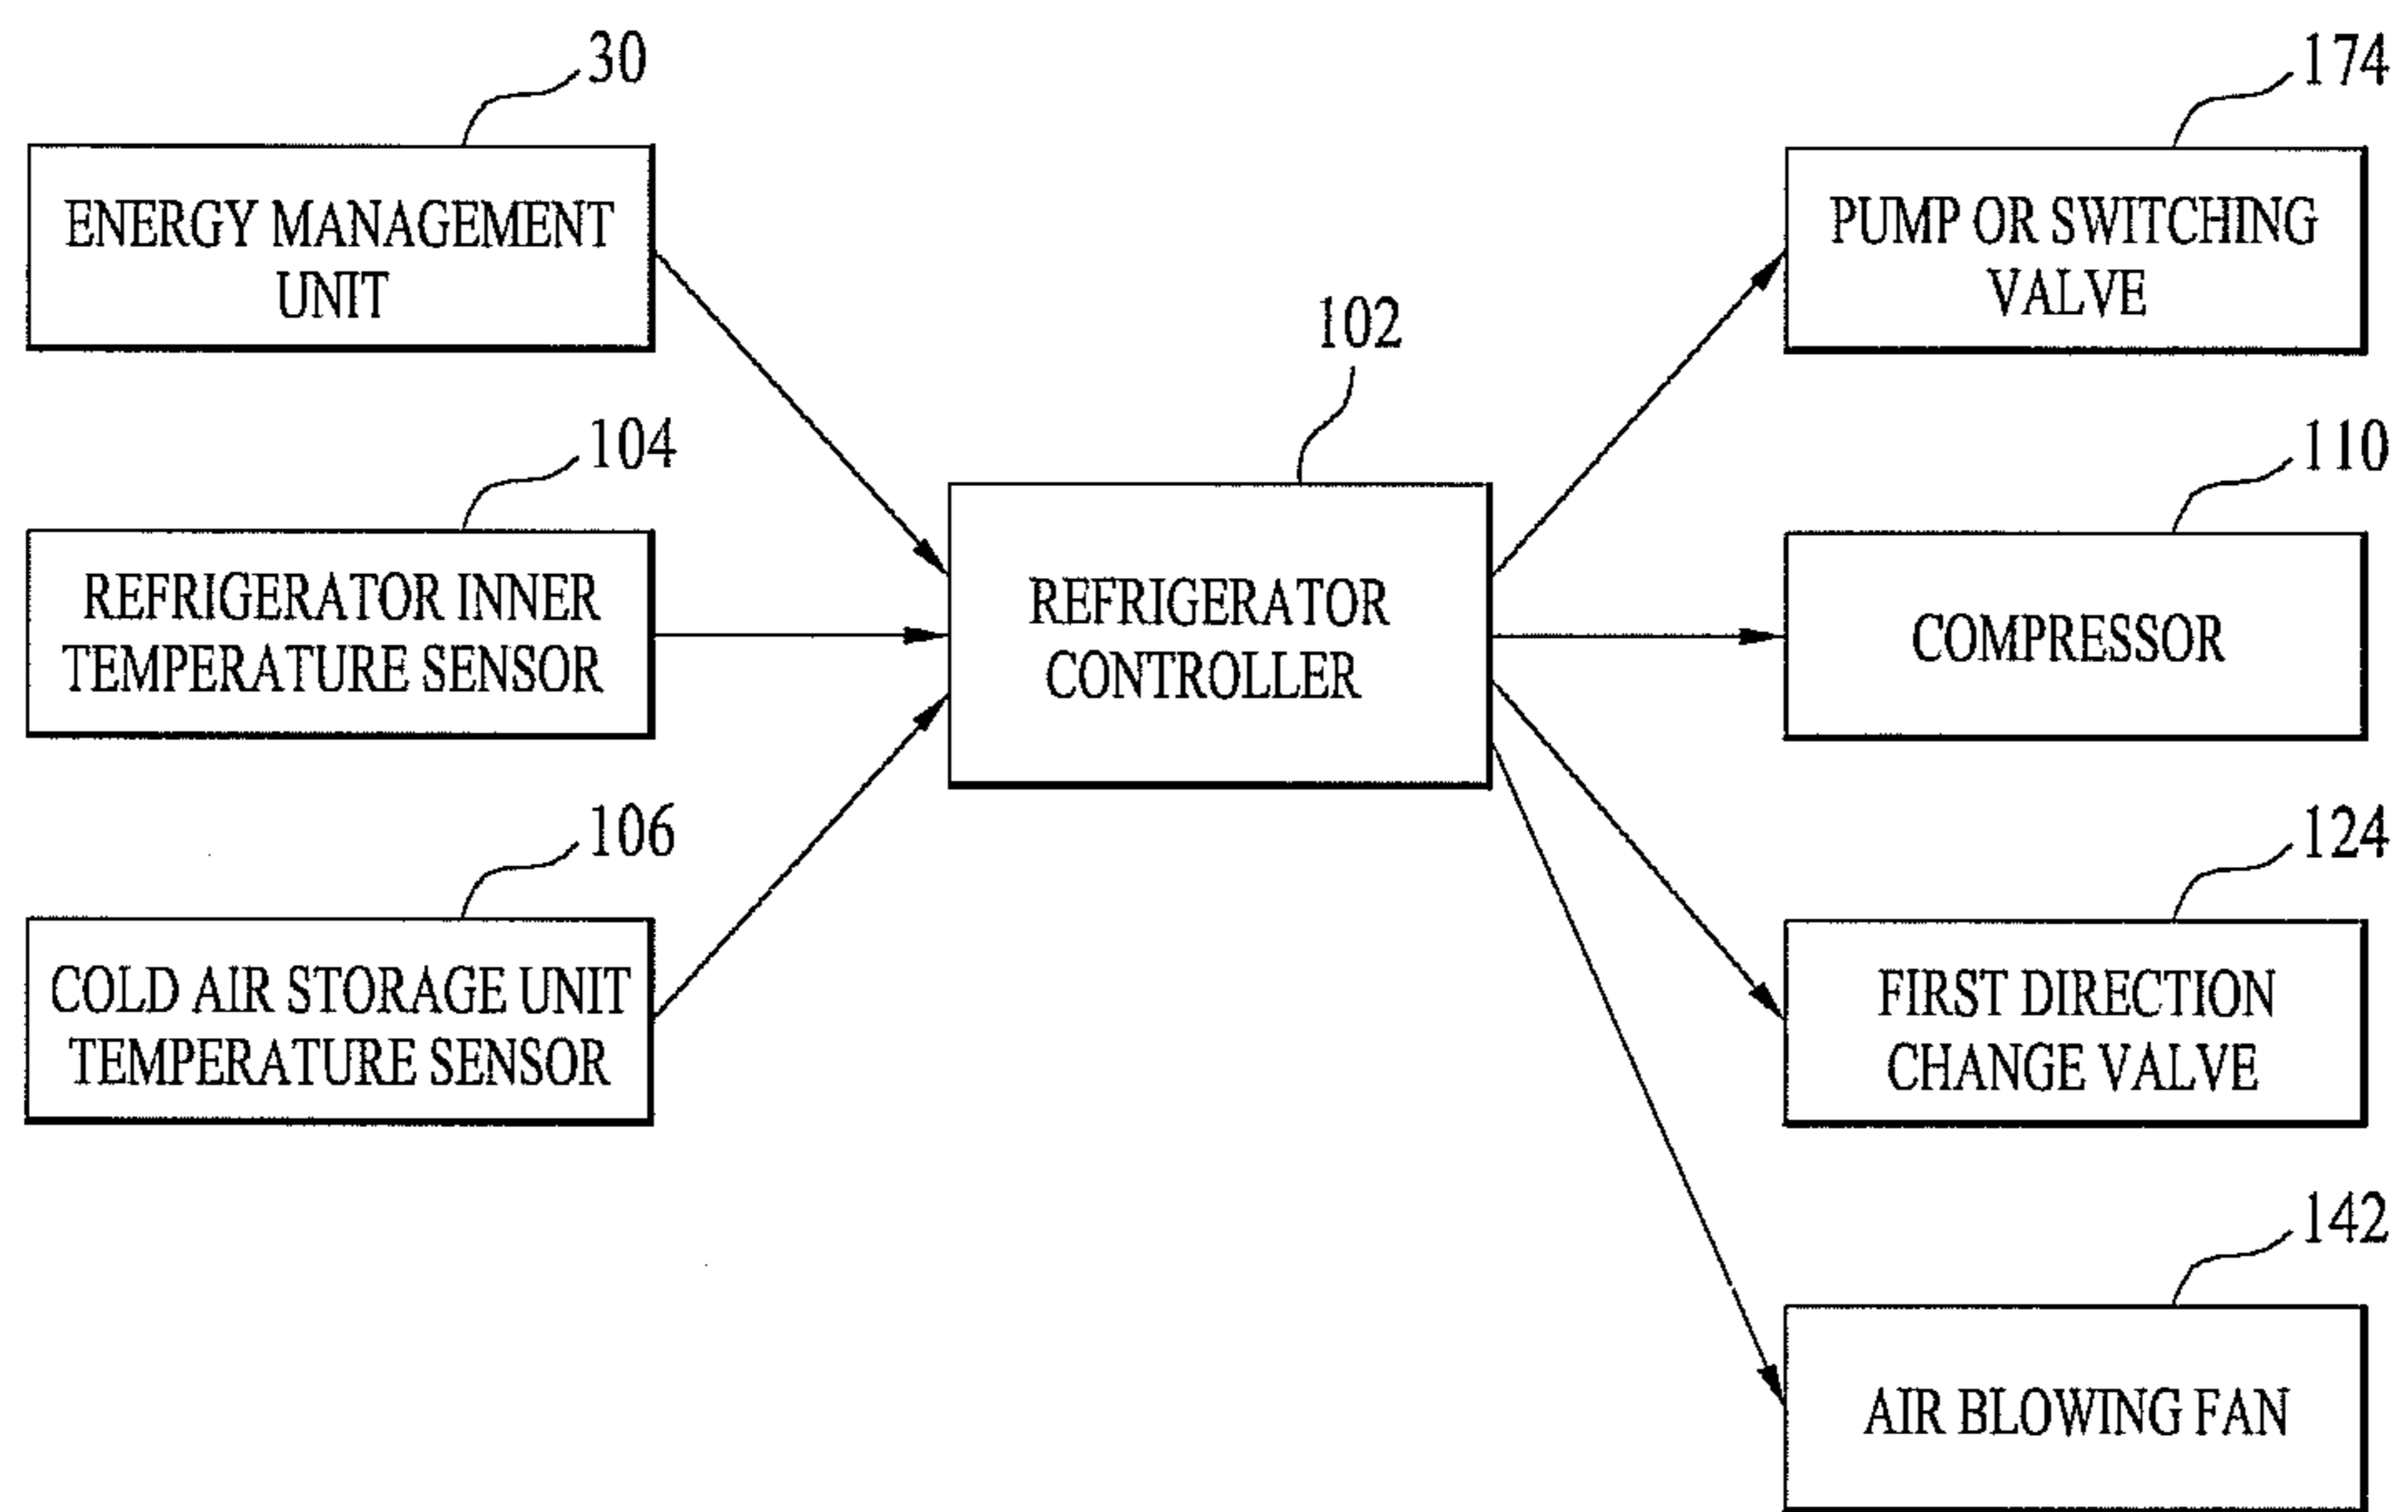 30
ENERGY MANAGEMENT
UNIT
104
REFRIGERATOR INNER
TEMPERATURE SENSOR
106
COLD AIR STORAGE UNIT
TEMPERATURE SENSOR
102
REFRIGERATOR
CONTROLLER
174
PUMP OR SWITCHING
VALVE
110
COMPRESSOR
124
FIRST DIRECTION
CHANGE VALVE
142
AIR BLOWING FAN